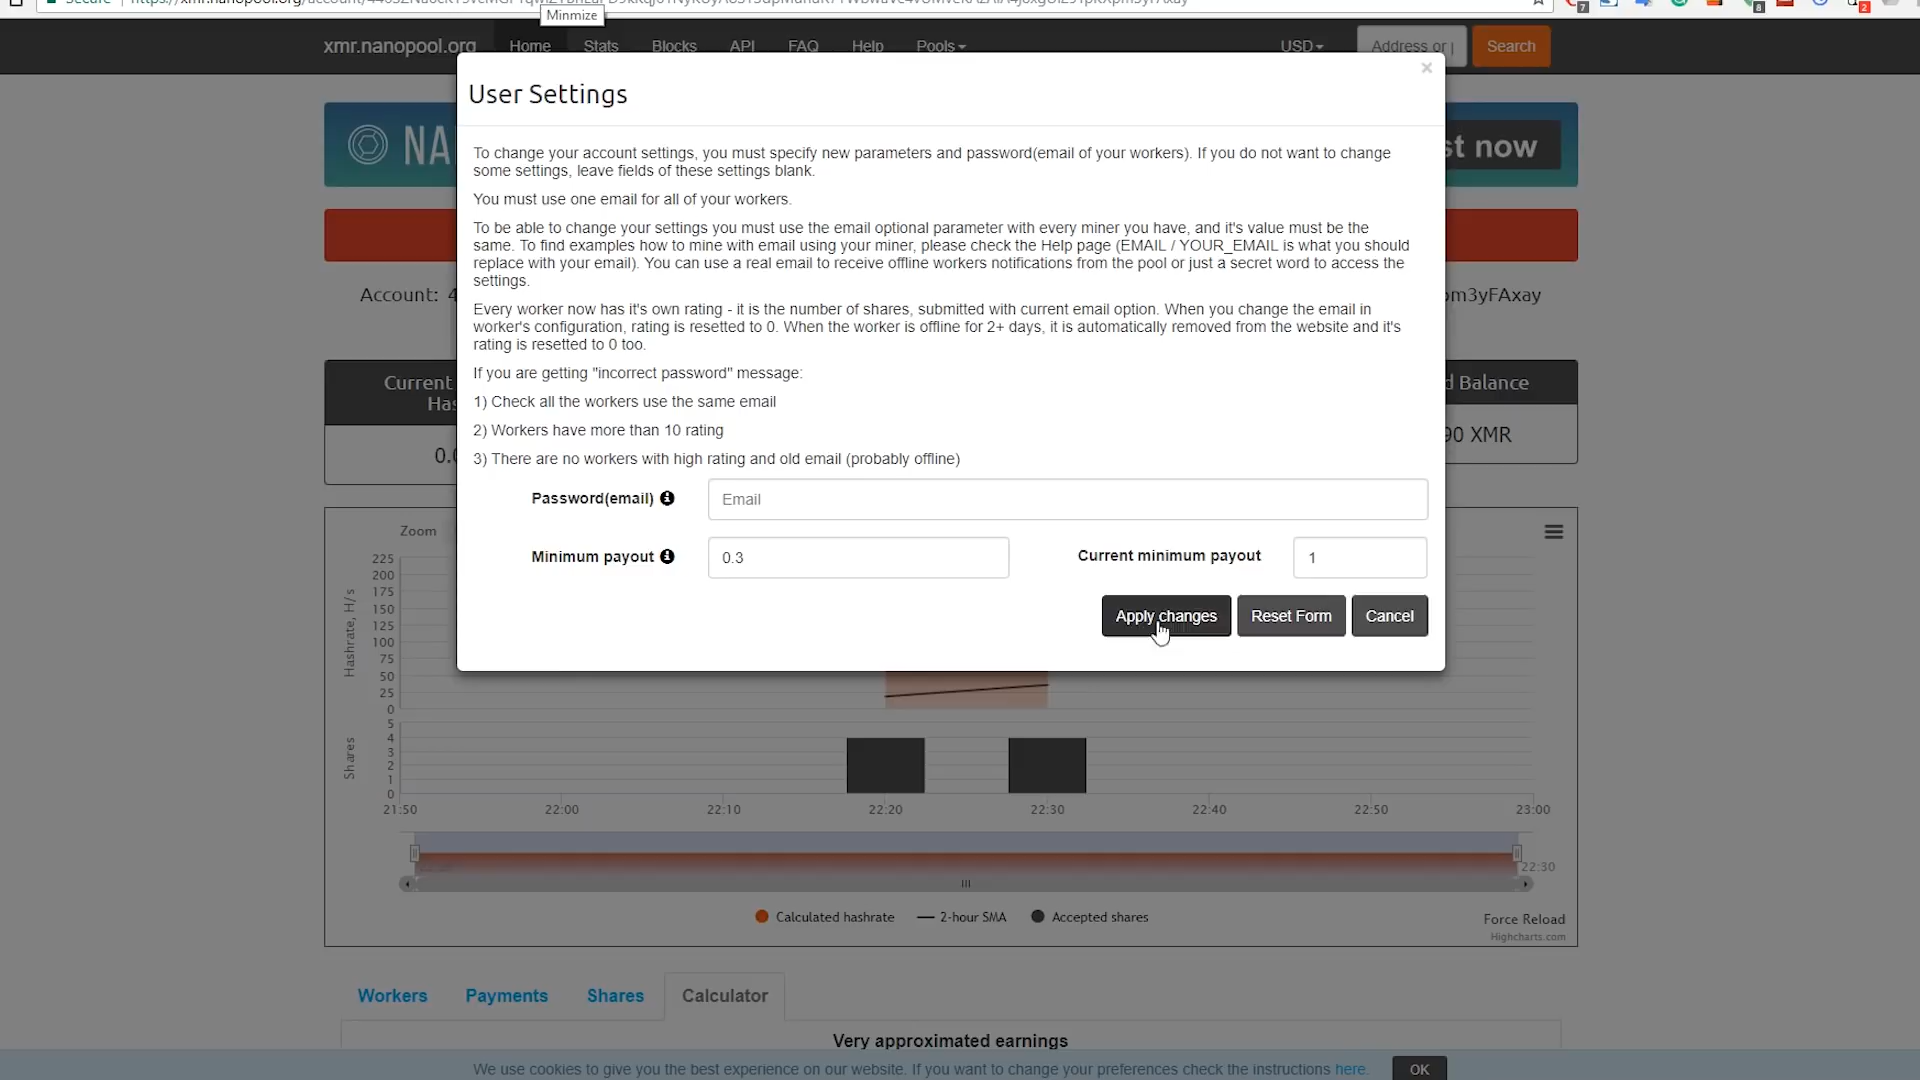 Minmize
xmr.nanopool.org Home Stats Blocks API FAQ Help Pools USD Address or Search
User Settings
×
NA
st now
To change your account settings, you must specify new parameters and password(email of your workers). If you do not want to change
some settings, leave fields of these settings blank.
You must use one email for all of your workers.
To be able to change your settings you must use the email optional parameter with every miner you have, and it's value must be the
same. To find examples how to mine with email using your miner, please check the Help page (EMAIL / YOUR_EMAIL is what you should
replace with your email). You can use a real email to receive offline workers notifications from the pool or just a secret word to access the
settings.
Account: 4
m3yFAxay
Every worker now has it's own rating - it is the number of shares, submitted with current email option. When you change the email in
worker's configuration, rating is resetted to 0. When the worker is offline for 2+ days, it is automatically removed from the website and it's
rating is resetted to 0 too.
If you are getting "incorrect password" message:
1) Check all the workers use the same email
2) Workers have more than 10 rating
3) There are no workers with high rating and old email (probably offline)
Current
Has
0.0
d Balance
90 XMR
Password(email) Email
Minimum payout 0.3 Current minimum payout 1
Apply changes Reset Form Cancel
Zoom
Hashrate, H/s
225
200
175
150
125
100
75
50
25
0
Shares
5
4
3
2
1
0
21:50 22:00 22:10 22:20 22:30 22:40 22:50 23:00
22:30
Calculated hashrate 2-hour SMA Accepted shares
Force Reload
Highcharts.com
Workers Payments Shares Calculator
Very approximated earnings
We use cookies to give you the best experience on our website. If you want to change your preferences check the instructions here. OK